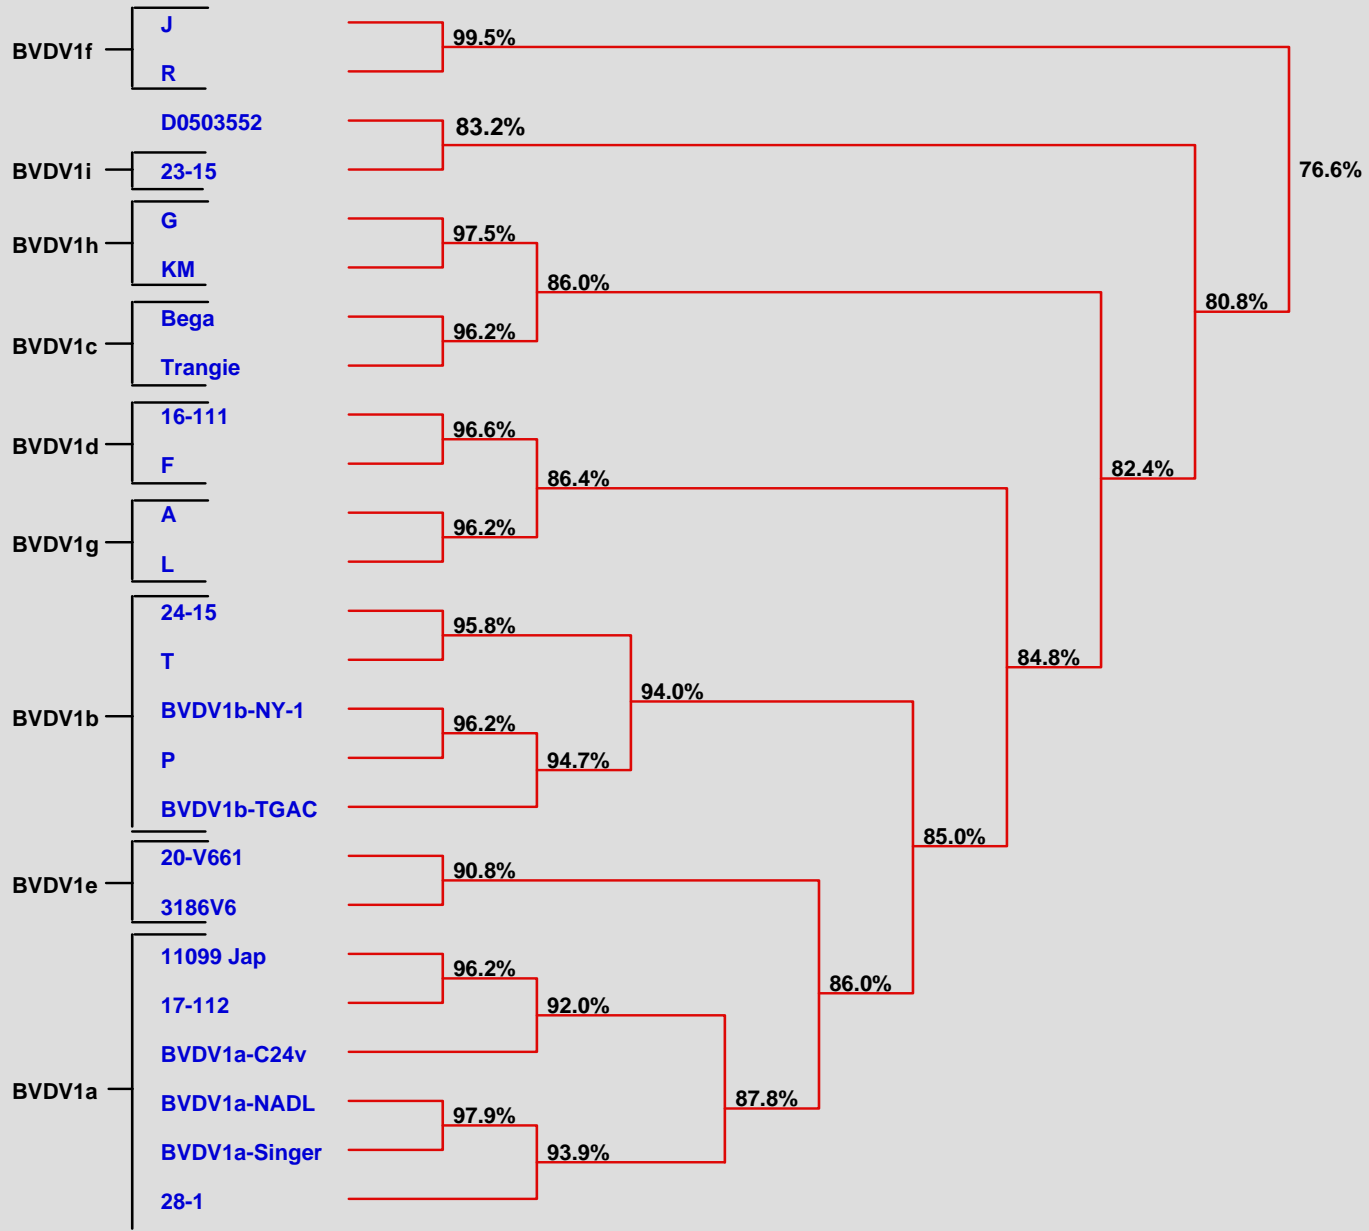 J
99.5%
BVDV1f
R
D0503552
83.2%
BVDV1i
23-15
76.6%
G
97.5%
BVDV1h
KM
86.0%
80.8%
Bega
96.2%
BVDV1c
Trangie
16-111
96.6%
BVDV1d
F
82.4%
86.4%
A
96.2%
BVDV1g
L
24-15
95.8%
T
84.8%
94.0%
BVDV1b-NY-1
BVDV1b
96.2%
P
94.7%
BVDV1b-TGAC
85.0%
20-V661
90.8%
BVDV1e
3186V6
11099 Jap
96.2%
86.0%
17-112
92.0%
BVDV1a-C24v
BVDV1a
BVDV1a-NADL
87.8%
97.9%
BVDV1a-Singer
93.9%
28-1